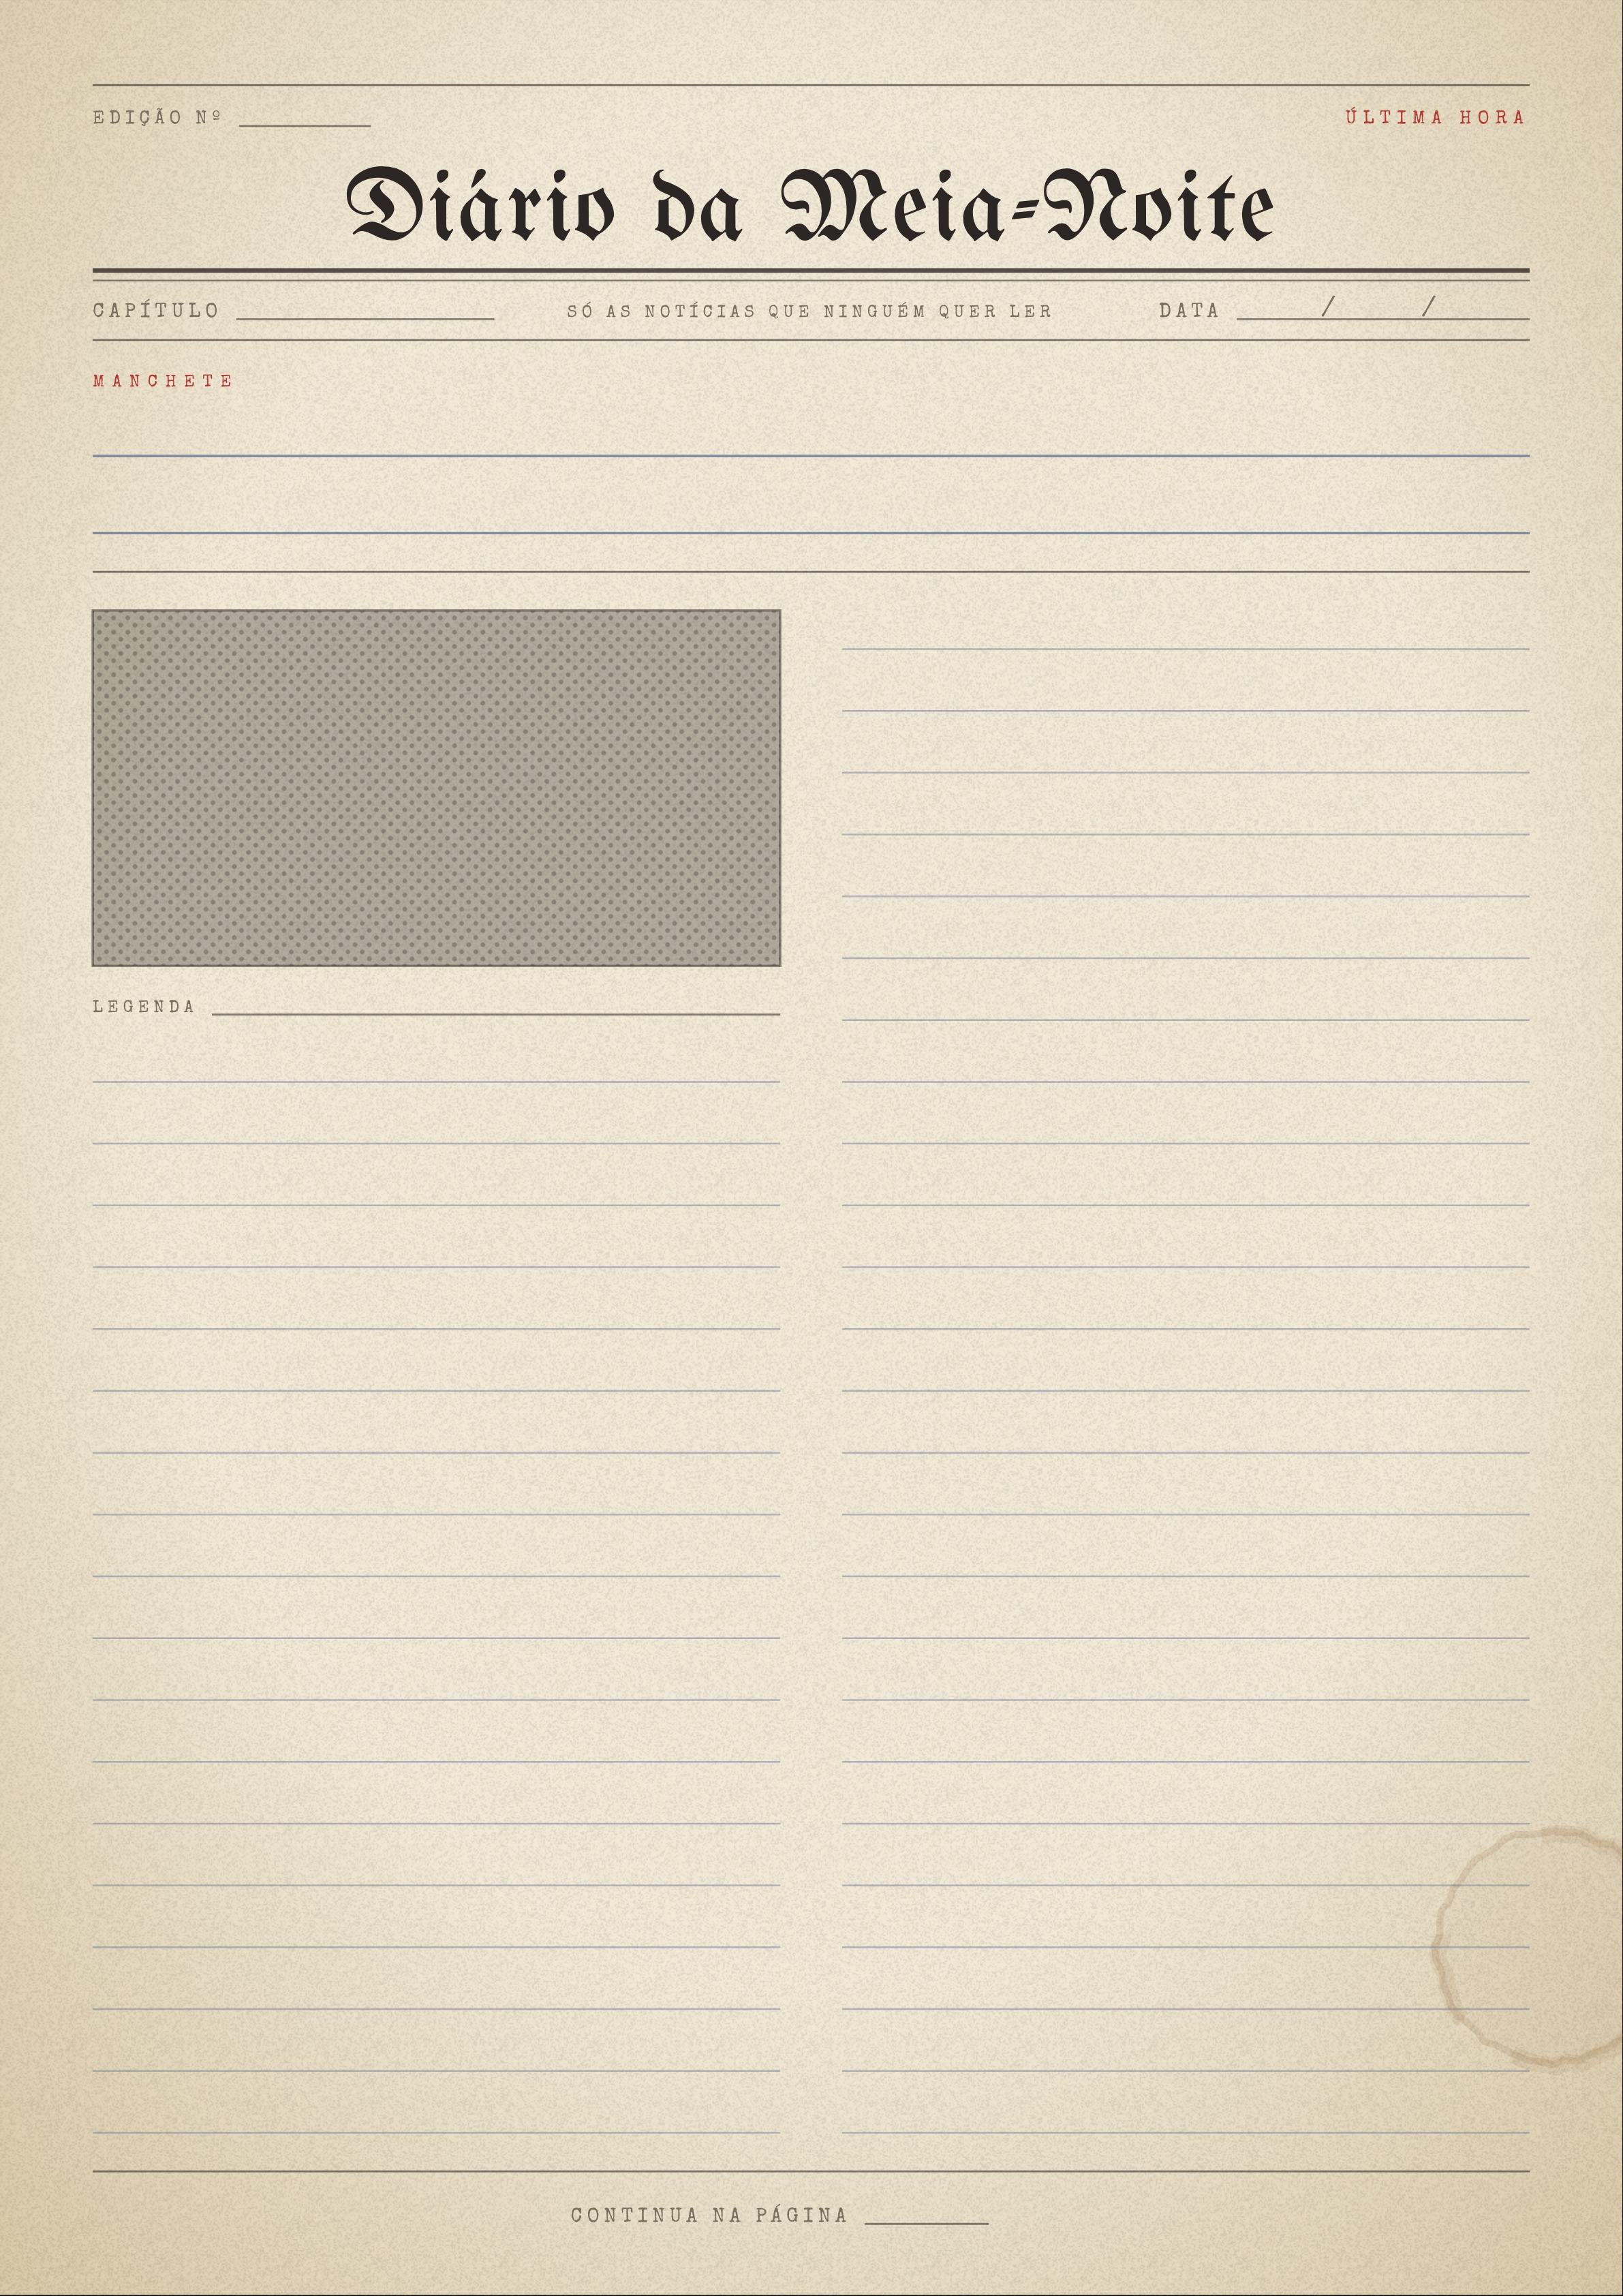 EDIÇÃO Nº
ÚLTIMA HORA
Diário da Meia-Noite
CAPÍTULO
SÓ AS NOTÍCIAS QUE NINGUÉM QUER LER
DATA / /
MANCHETE
LEGENDA
CONTINUA NA PÁGINA